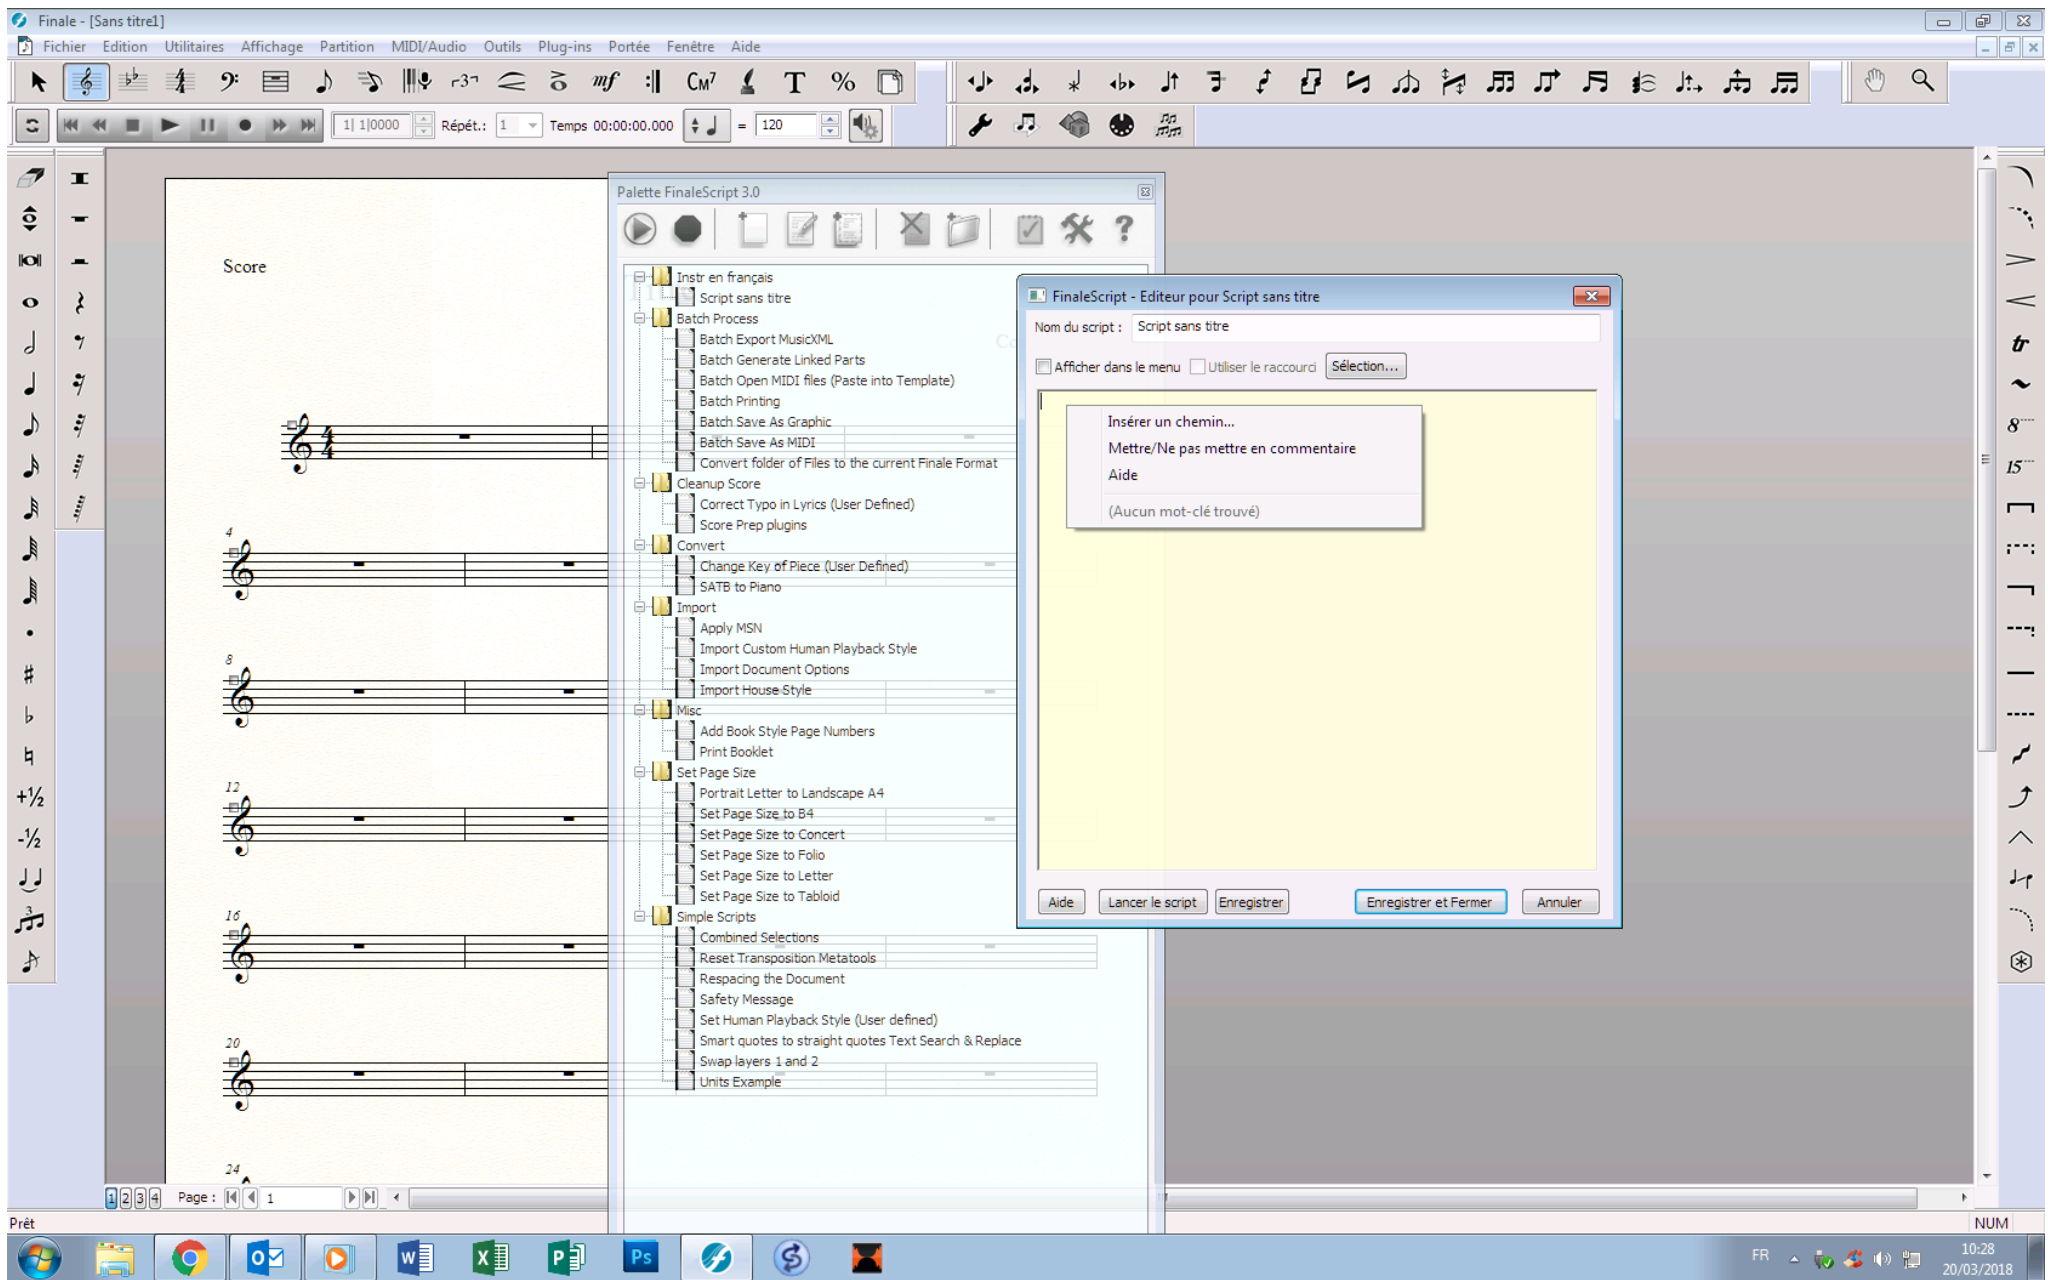 Finale - [Sans titre1]
Fichier Edition Utilitaires Affichage Partition MIDI/Audio Outils Plug-ins Portée Fenêtre Aide
mf CM7 T %
1| 1|0000 Répét.: 1 Temps 00:00:00.000 = 120
Score
4
8
12
16
20
24
+½
-½
3
tr
8
15
Palette FinaleScript 3.0
?
Instr en français
Script sans titre
Batch Process
Batch Export MusicXML
Batch Generate Linked Parts
Batch Open MIDI files (Paste into Template)
Batch Printing
Batch Save As Graphic
Batch Save As MIDI
Convert folder of Files to the current Finale Format
Cleanup Score
Correct Typo in Lyrics (User Defined)
Score Prep plugins
Convert
Change Key of Piece (User Defined)
SATB to Piano
Import
Apply MSN
Import Custom Human Playback Style
Import Document Options
Import House Style
Misc
Add Book Style Page Numbers
Print Booklet
Set Page Size
Portrait Letter to Landscape A4
Set Page Size to B4
Set Page Size to Concert
Set Page Size to Folio
Set Page Size to Letter
Set Page Size to Tabloid
Simple Scripts
Combined Selections
Reset Transposition Metatools
Respacing the Document
Safety Message
Set Human Playback Style (User defined)
Smart quotes to straight quotes Text Search & Replace
Swap layers 1 and 2
Units Example
FinaleScript - Editeur pour Script sans titre
Nom du script : Script sans titre
Afficher dans le menu Utiliser le raccourci Sélection...
Insérer un chemin...
Mettre/Ne pas mettre en commentaire
Aide
(Aucun mot-clé trouvé)
Aide Lancer le script Enregistrer Enregistrer et Fermer Annuler
1 2 3 4 Page : 1
Prêt NUM
Ps
FR 10:28
20/03/2018